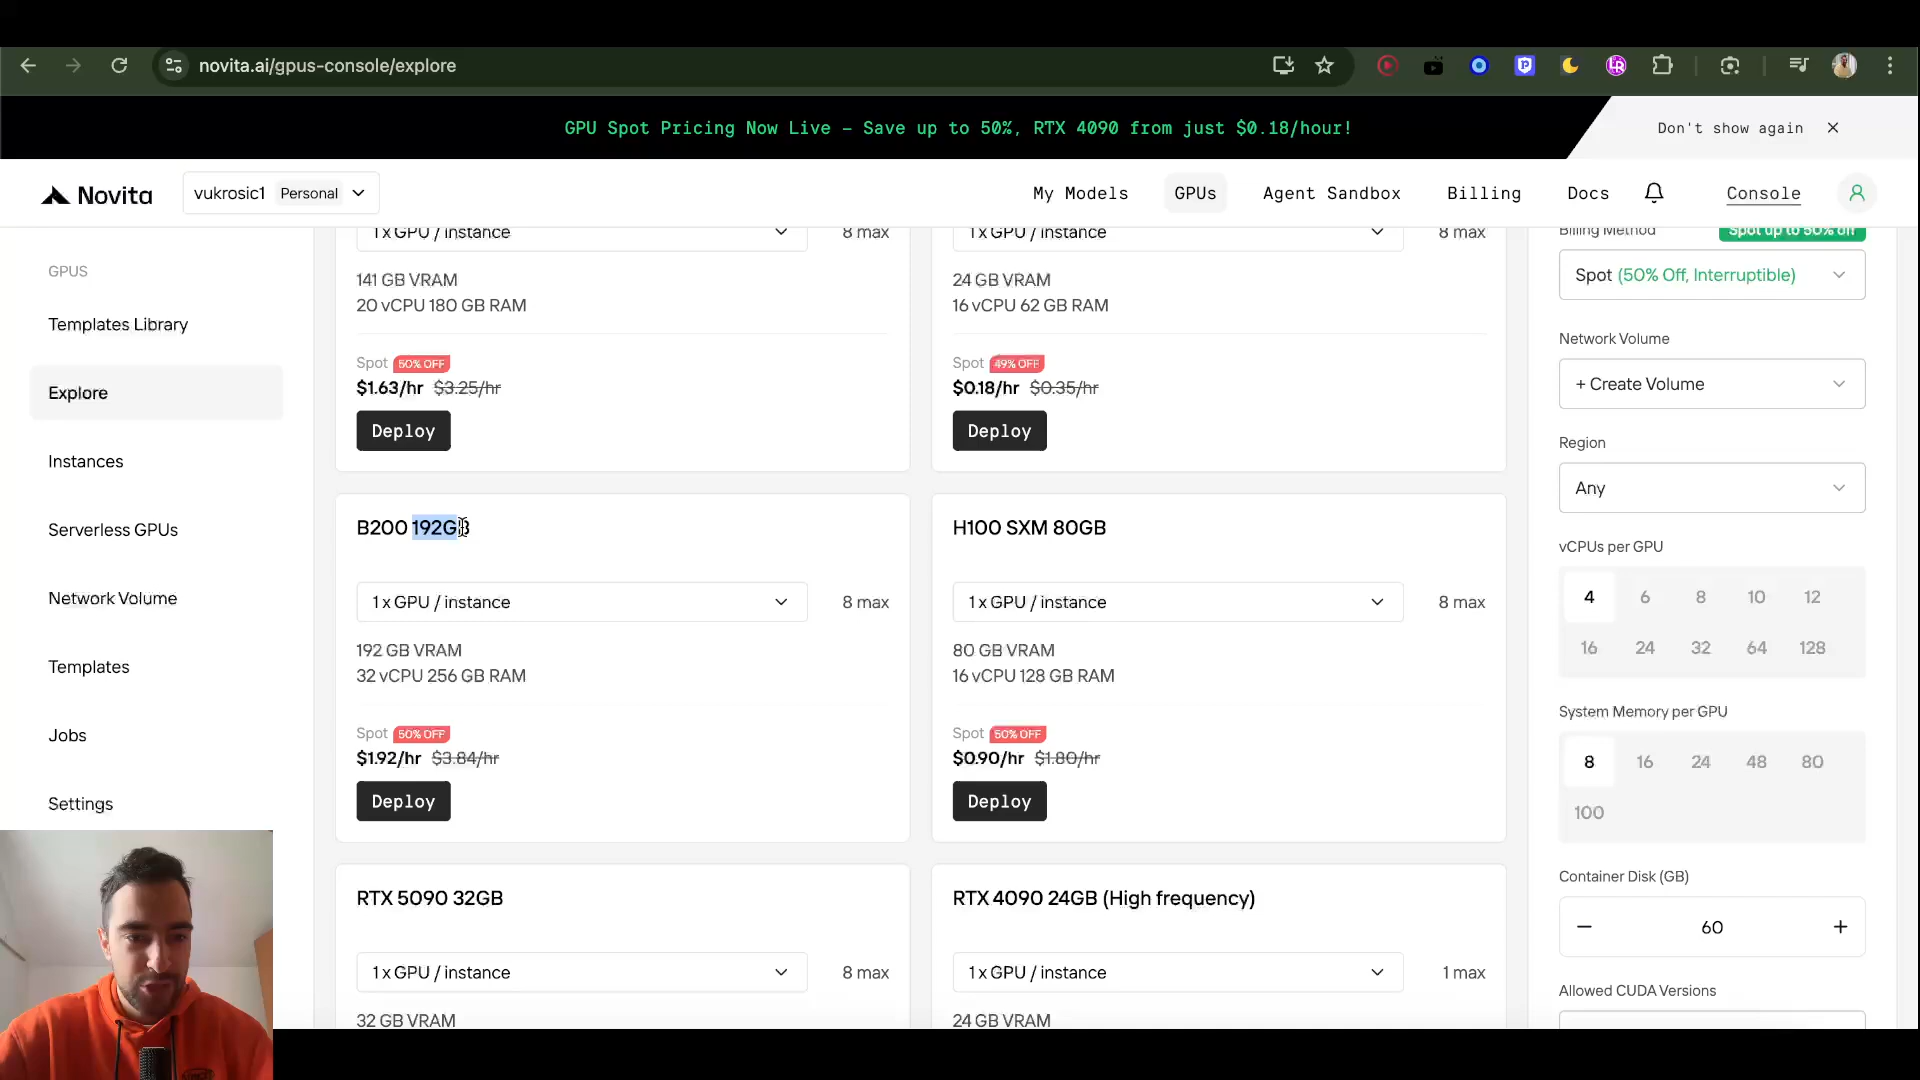 novita.ai/gpus-console/explore
GPU Spot Pricing Now Live – Save up to 50%, RTX 4090 from just $0.18/hour!
Don't show again
Novita
vukrosic1 Personal
My Models
GPUs
Agent Sandbox
Billing
Docs
Console
GPUS
Templates Library
Explore
Instances
Serverless GPUs
Network Volume
Templates
Jobs
Settings
1 x GPU / instance
8 max
141 GB VRAM
20 vCPU 180 GB RAM
Spot 50% OFF
$1.63/hr $3.25/hr
Deploy
1 x GPU / instance
8 max
24 GB VRAM
16 vCPU 62 GB RAM
Spot 49% OFF
$0.18/hr $0.35/hr
Deploy
B200 192GB
1 x GPU / instance
8 max
192 GB VRAM
32 vCPU 256 GB RAM
Spot 50% OFF
$1.92/hr $3.84/hr
Deploy
H100 SXM 80GB
1 x GPU / instance
8 max
80 GB VRAM
16 vCPU 128 GB RAM
Spot 50% OFF
$0.90/hr $1.80/hr
Deploy
RTX 5090 32GB
1 x GPU / instance
8 max
32 GB VRAM
RTX 4090 24GB (High frequency)
1 x GPU / instance
1 max
24 GB VRAM
Billing Method
Spot up to 50% off
Spot (50% Off, Interruptible)
Network Volume
+ Create Volume
Region
Any
vCPUs per GPU
4 6 8 10 12
16 24 32 64 128
System Memory per GPU
8 16 24 48 80
100
Container Disk (GB)
60
Allowed CUDA Versions